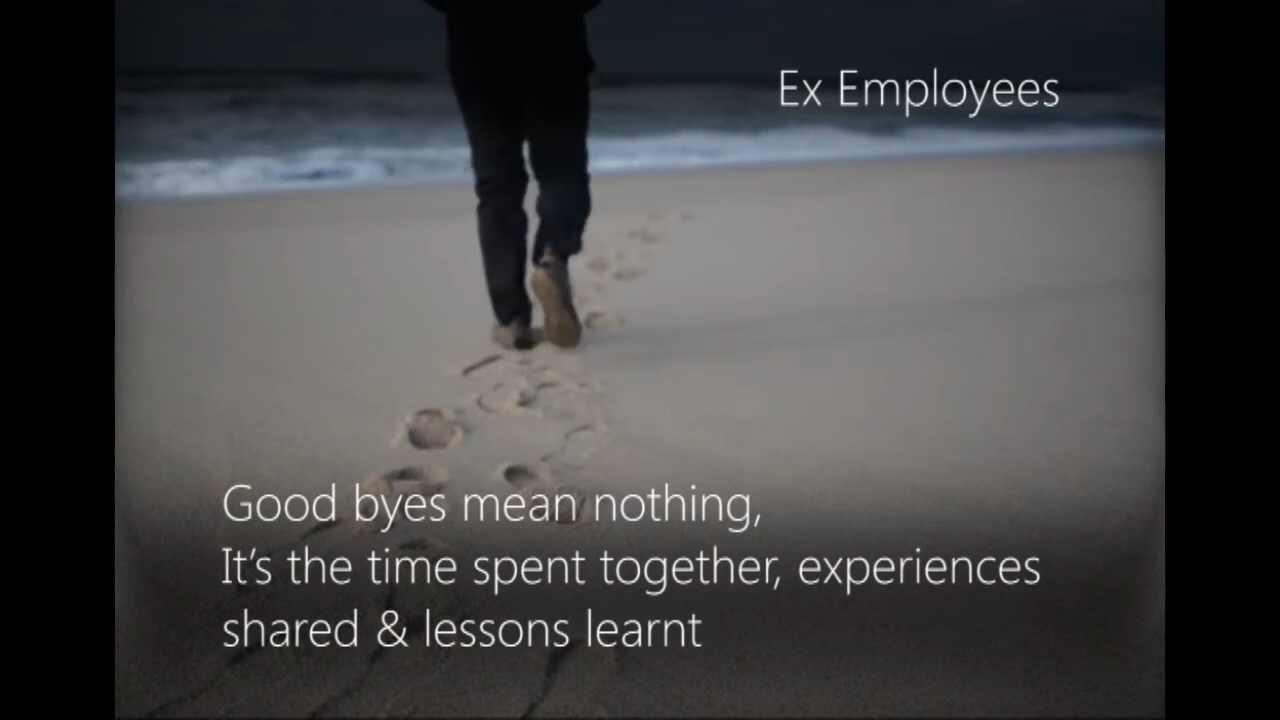 Ex Employees
Good byes mean nothing,
It's the time spent together, experiences
shared & lessons learnt